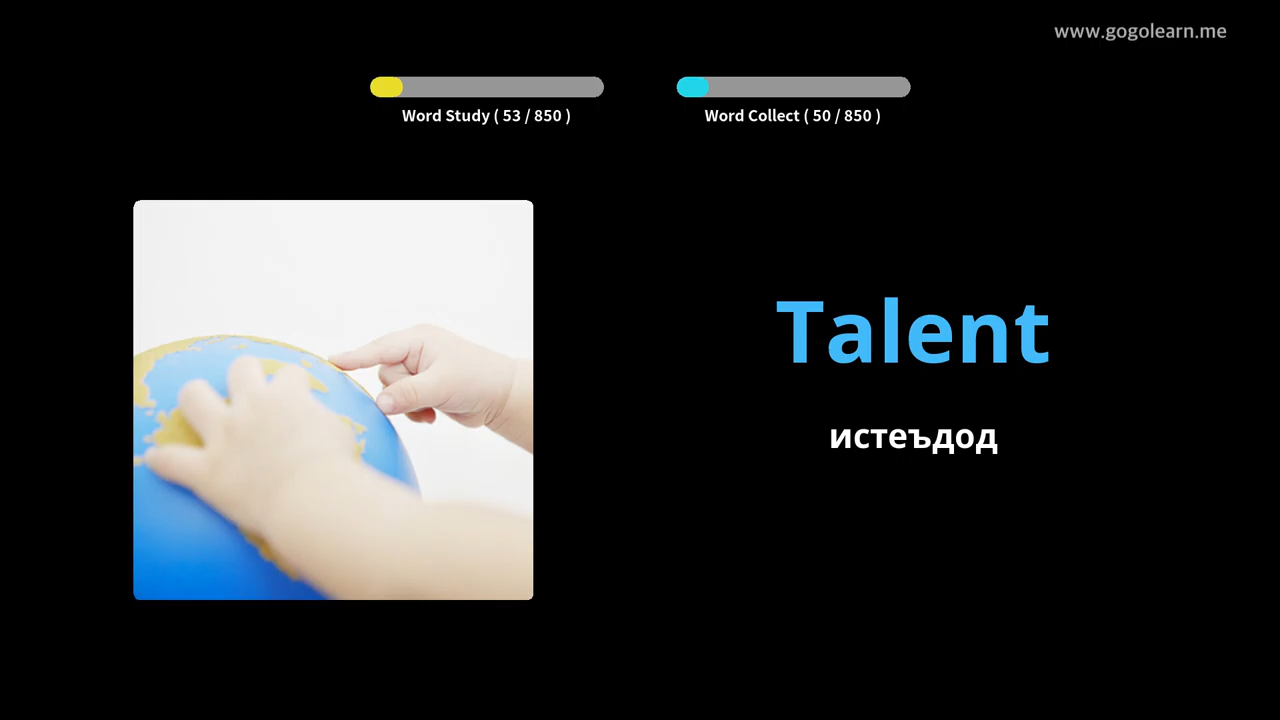 www.gogolearn.me
Word Study ( 53 / 850 )
Word Collect ( 50 / 850 )
Talent
истеъдод